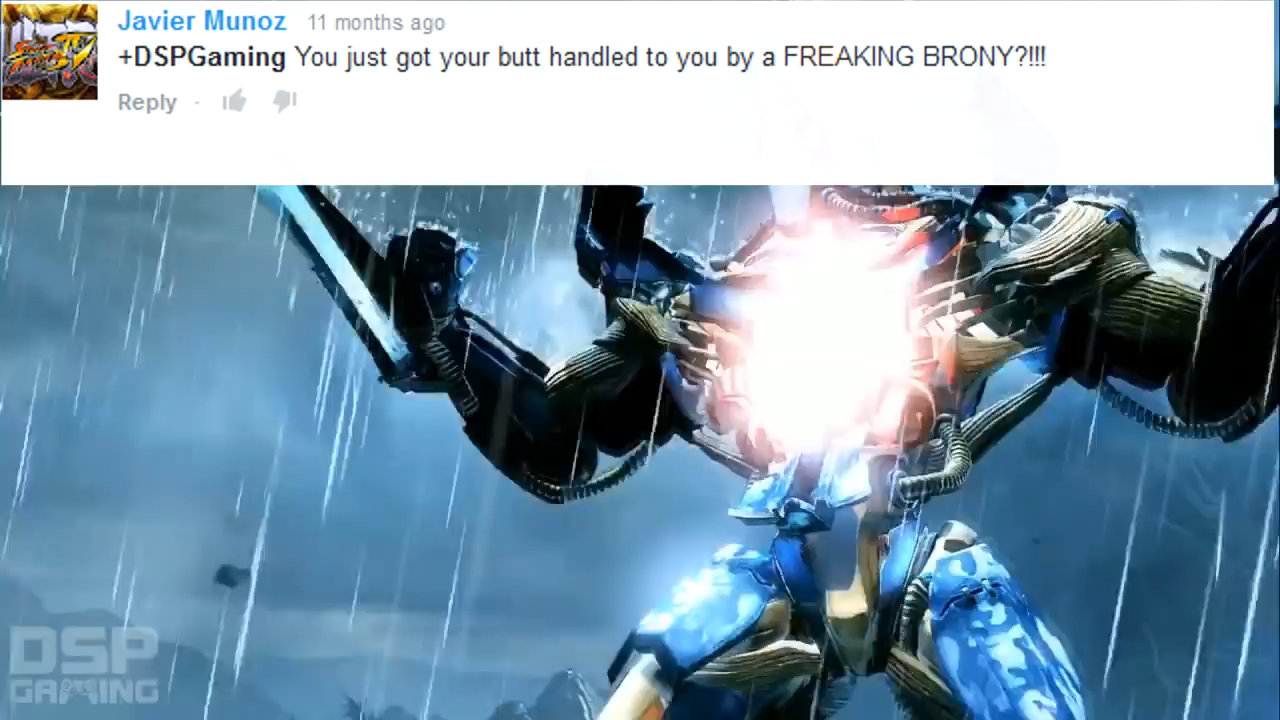 Javier Munoz 11 months ago
+DSPGaming You just got your butt handled to you by a FREAKING BRONY?!!!
Reply ·
DSP
GAMING